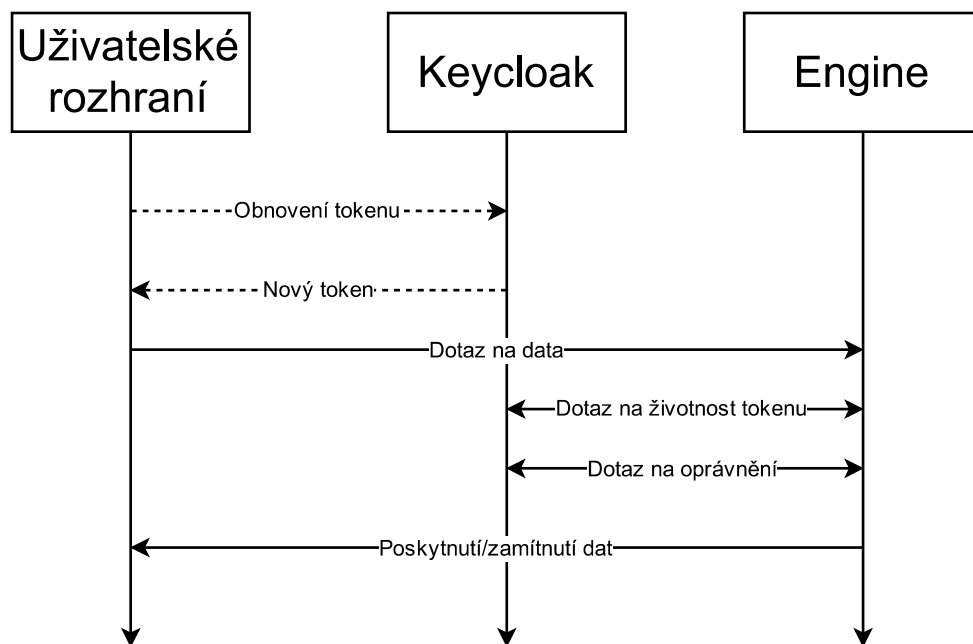 Uživatelské
rozhraní
Keycloak
Engine
Obnovení tokenu
Nový token
Dotaz na data
Dotaz na životnost tokenu
Dotaz na oprávnění
Poskytnutí/zamítnutí dat